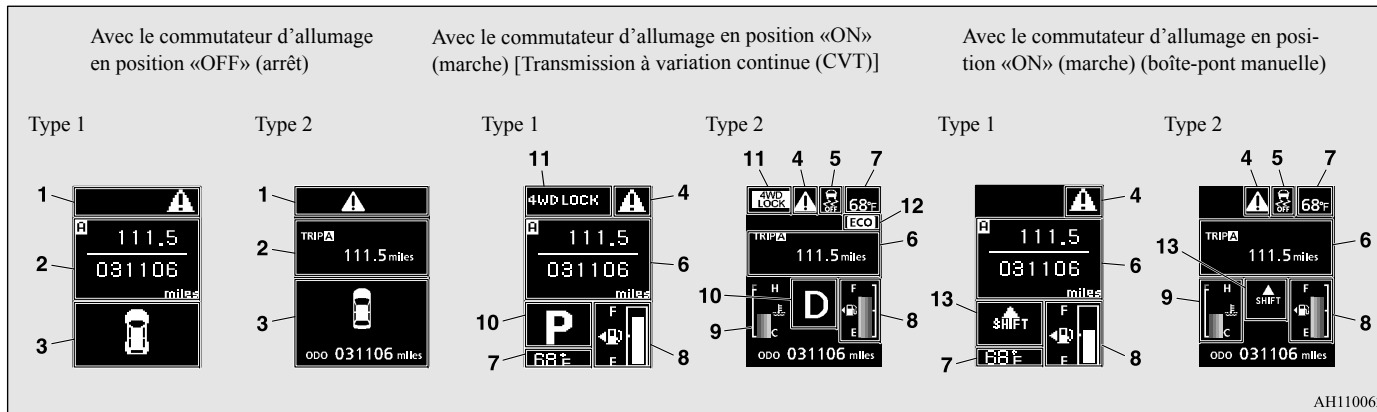 Avec le commutateur d'allumage
en position «OFF» (arrêt)
Avec le commutateur d'allumage en position «ON»
(marche) [Transmission à variation continue (CVT)]
Avec le commutateur d'allumage en posi-
tion «ON» (marche) (boîte-pont manuelle)
Type 1
Type 2
Type 1
Type 2
Type 1
Type 2
1
A
111.5
2
031106
miles
3
1
TRIP A
2
111.5 miles
3
ODO 031106 miles
11
4WD LOCK
4
A
111.5
031106
6
miles
10
P
F
7
68°F
F
8
11
4
5
7
4WD
LOCK
OFF
68°F
ECO
12
TRIP A
6
111.5 miles
10
F
H
D
F
9
C
E
8
ODO 031106 miles
4
A
111.5
031106
6
miles
13
SHIFT
F
7
68°F
F
8
4
5
7
OFF
68°F
TRIP A
13
111.5 miles
6
9
F
H
SHIFT
F
C
E
8
ODO 031106 miles
AH11006